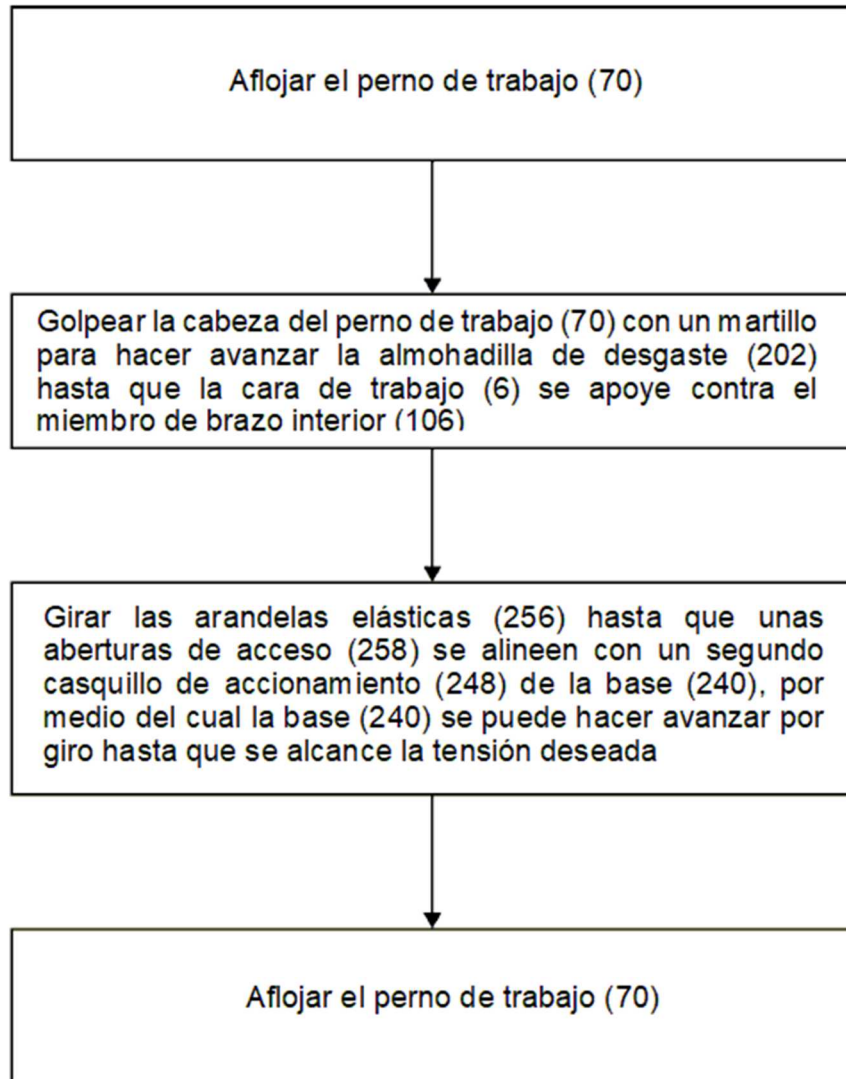 Aflojar el perno de trabajo (70)
Golpear la cabeza del perno de trabajo (70) con un martillo
para hacer avanzar la almohadilla de desgaste (202)
hasta que la cara de trabajo (6) se apoye contra el
miembro de brazo interior (106)
Girar las arandelas elásticas (256) hasta que unas
aberturas de acceso (258) se alineen con un segundo
casquillo de accionamiento (248) de la base (240), por
medio del cual la base (240) se puede hacer avanzar por
giro hasta que se alcance la tensión deseada
Aflojar el perno de trabajo (70)